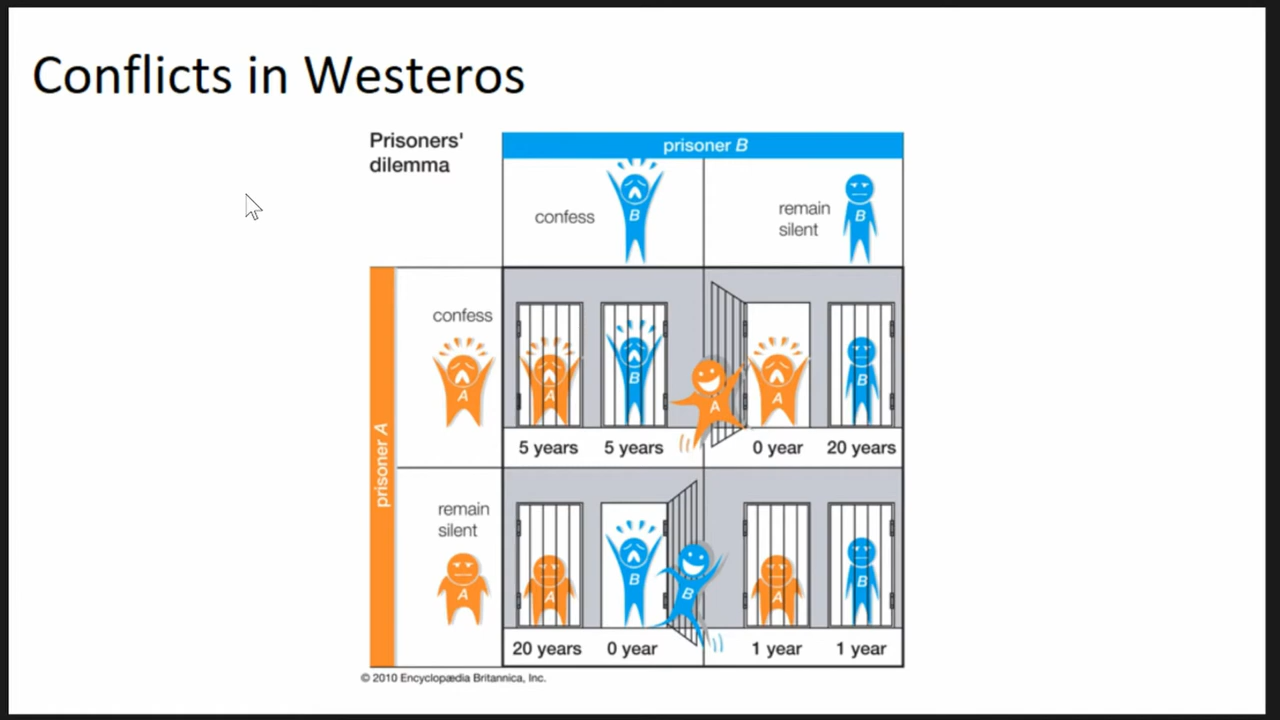 Conflicts in Westeros
Prisoners'
dilemma
prisoner B
confess
B
remain
silent
B
prisoner A
confess
A
A
B
A
A
B
5 years
5 years
0 year
20 years
remain
silent
A
A
B
B
A
B
20 years
0 year
1 year
1 year
© 2010 Encyclopædia Britannica, Inc.